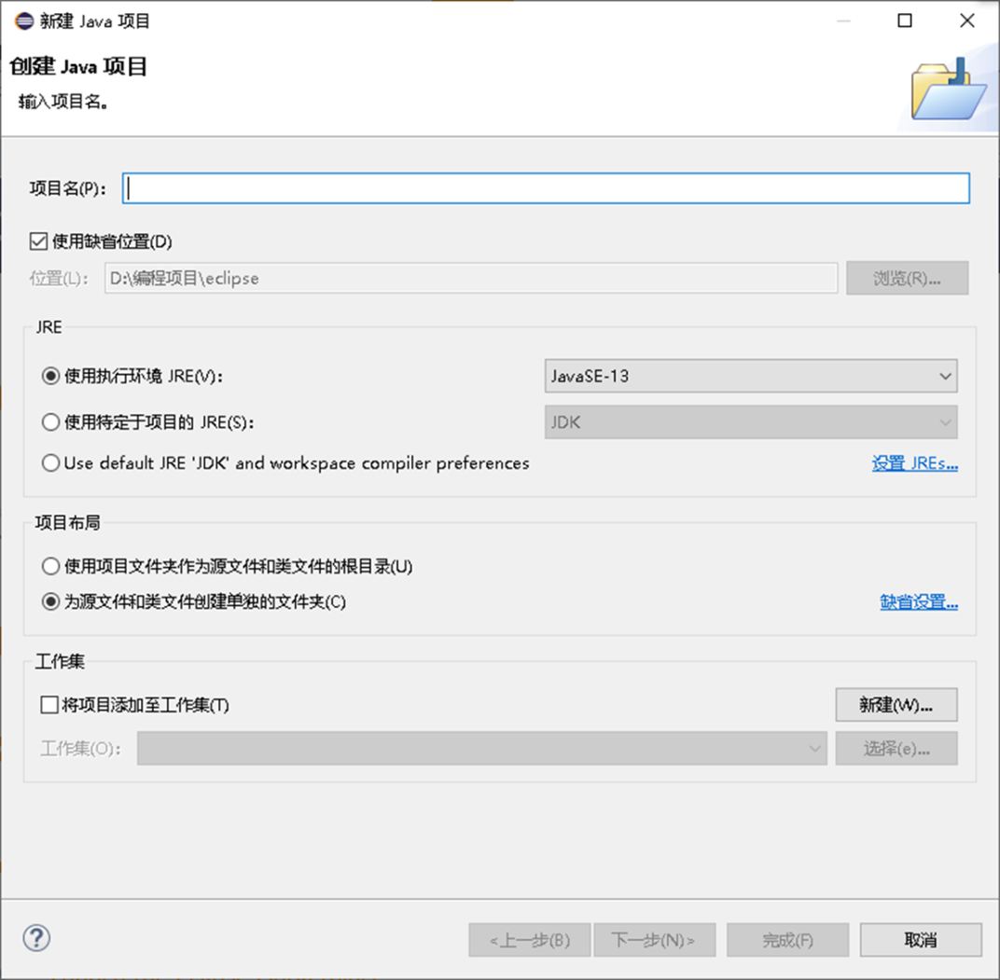 新建 Java 项目
创建 Java 项目
输入项目名。
项目名(P)：
使用缺省位置(D)
位置(L)： D:\编程项目\eclipse 浏览(R)...
JRE
使用执行环境 JRE(V)： JavaSE-13
使用特定于项目的 JRE(S)： JDK
Use default JRE 'JDK' and workspace compiler preferences 设置 JREs...
项目布局
使用项目文件夹作为源文件和类文件的根目录(U)
为源文件和类文件创建单独的文件夹(C) 缺省设置...
工作集
将项目添加至工作集(T) 新建(W)...
工作集(O)： 选择(e)...
? <上一步(B) 下一步(N)> 完成(F) 取消